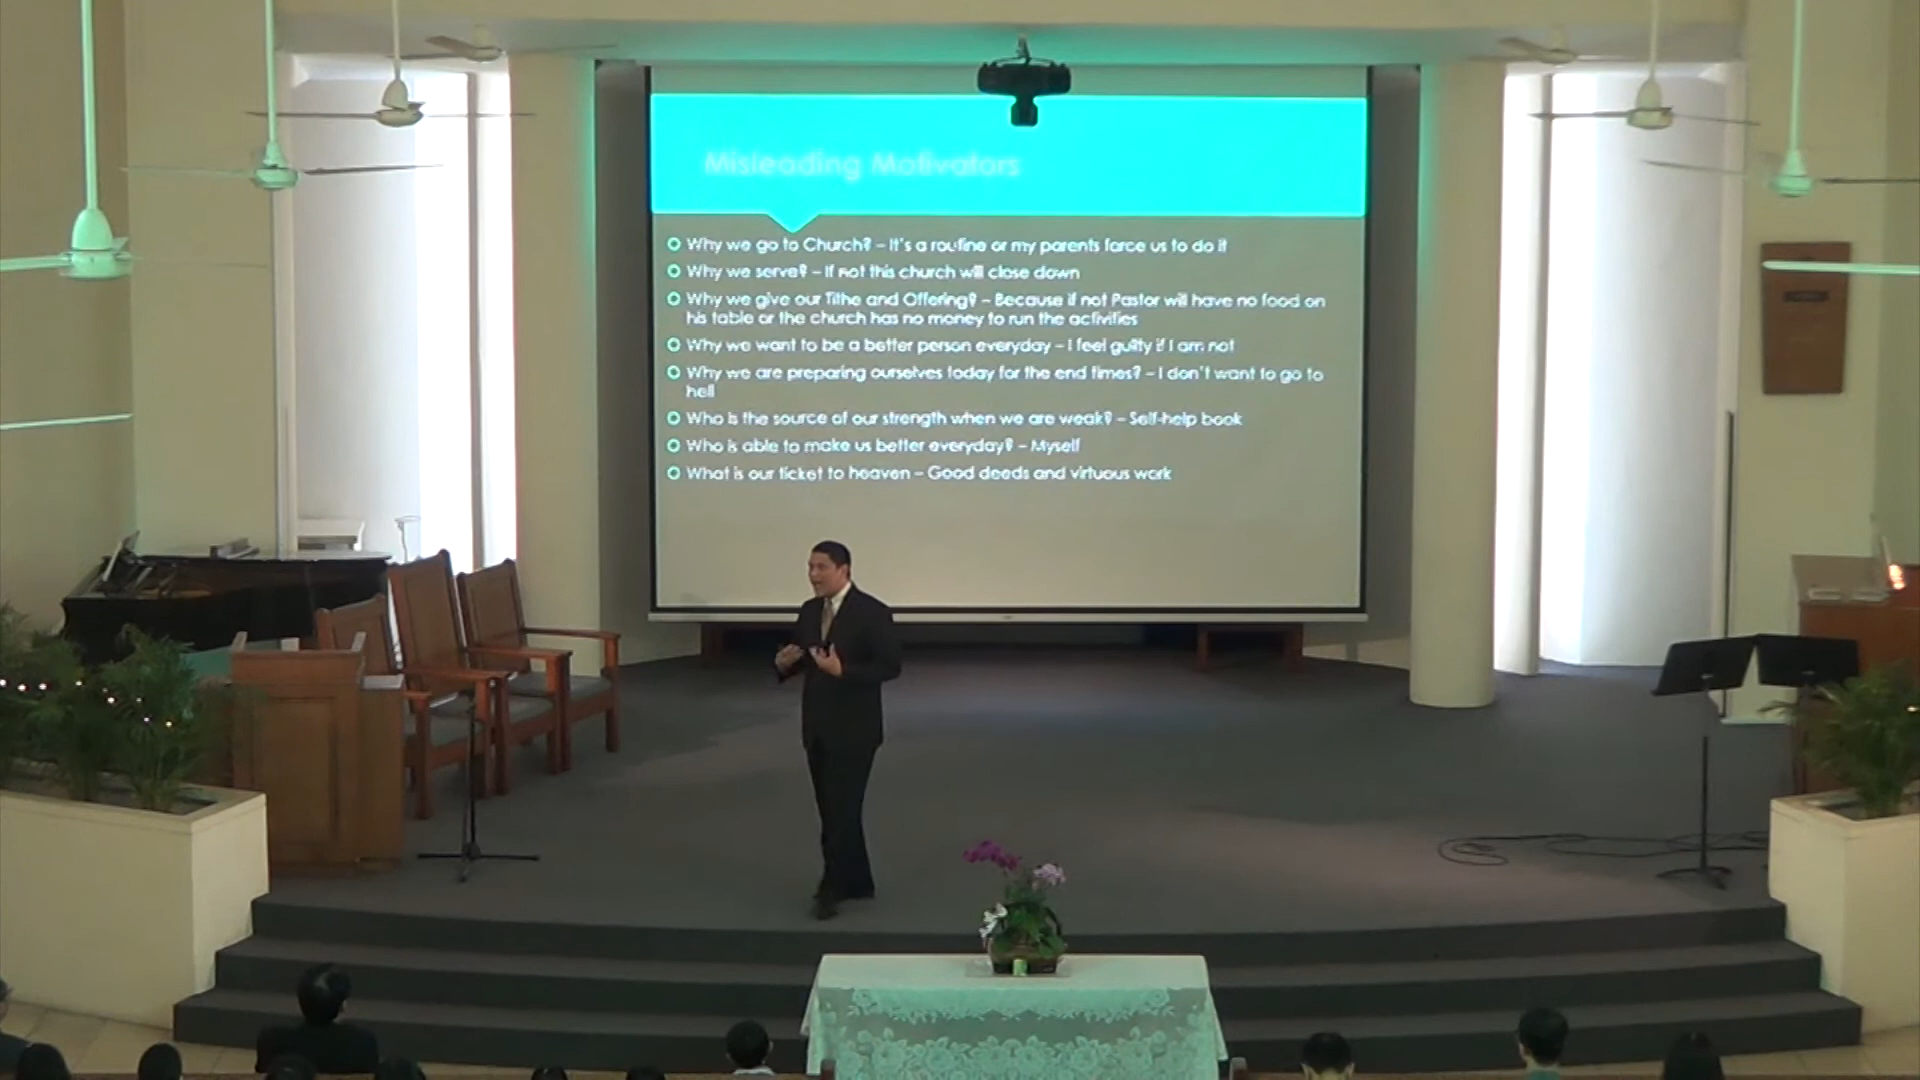 Misleading Motivators
Why we go to Church? – It's a routine or my parents force us to do it
Why we serve? – If not this church will close down
Why we give our Tithe and Offering? – Because if not Pastor will have no food on
his table or the church has no money to run the activities
Why we want to be a better person everyday – I feel guilty if I am not
Why we are preparing ourselves today for the end times? – I don't want to go to
hell
Who is the source of our strength when we are weak? – Self-help book
Who is able to make us better everyday? – Myself
What is our ticket to heaven – Good deeds and virtuous work